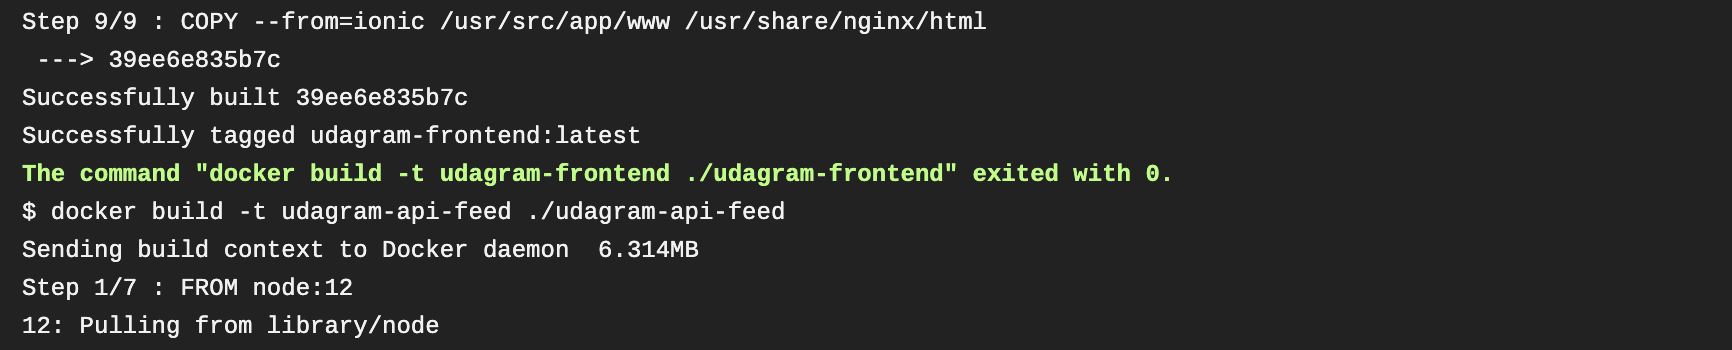 Step 9/9 : COPY --from=ionic /usr/src/app/www /usr/share/nginx/html
 ---> 39ee6e835b7c
Successfully built 39ee6e835b7c
Successfully tagged udagram-frontend:latest
The command "docker build -t udagram-frontend ./udagram-frontend" exited with 0.
$ docker build -t udagram-api-feed ./udagram-api-feed
Sending build context to Docker daemon  6.314MB
Step 1/7 : FROM node:12
12: Pulling from library/node